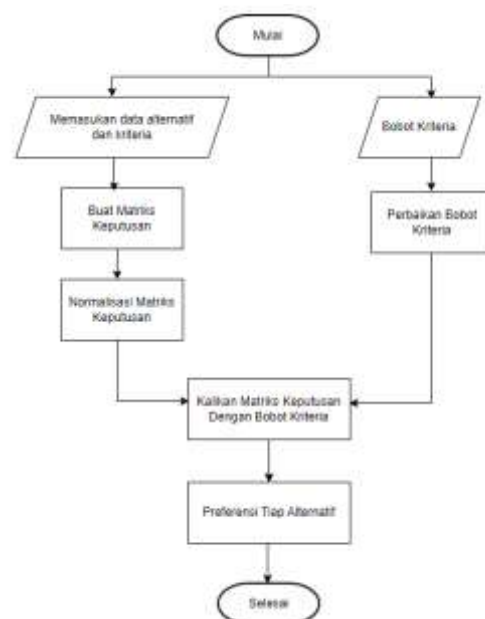 Mulai
Memasukan data alternatif
dan kriteria
Bobot Kriteria
Buat Matriks
Keputusan
Perbaikan Bobot
Kriteria
Normalisasi Matriks
Keputusan
Kalikan Matriks Keputusan
Dengan Bobot Kriteria
Preferensi Tiap Alternatif
Selesai